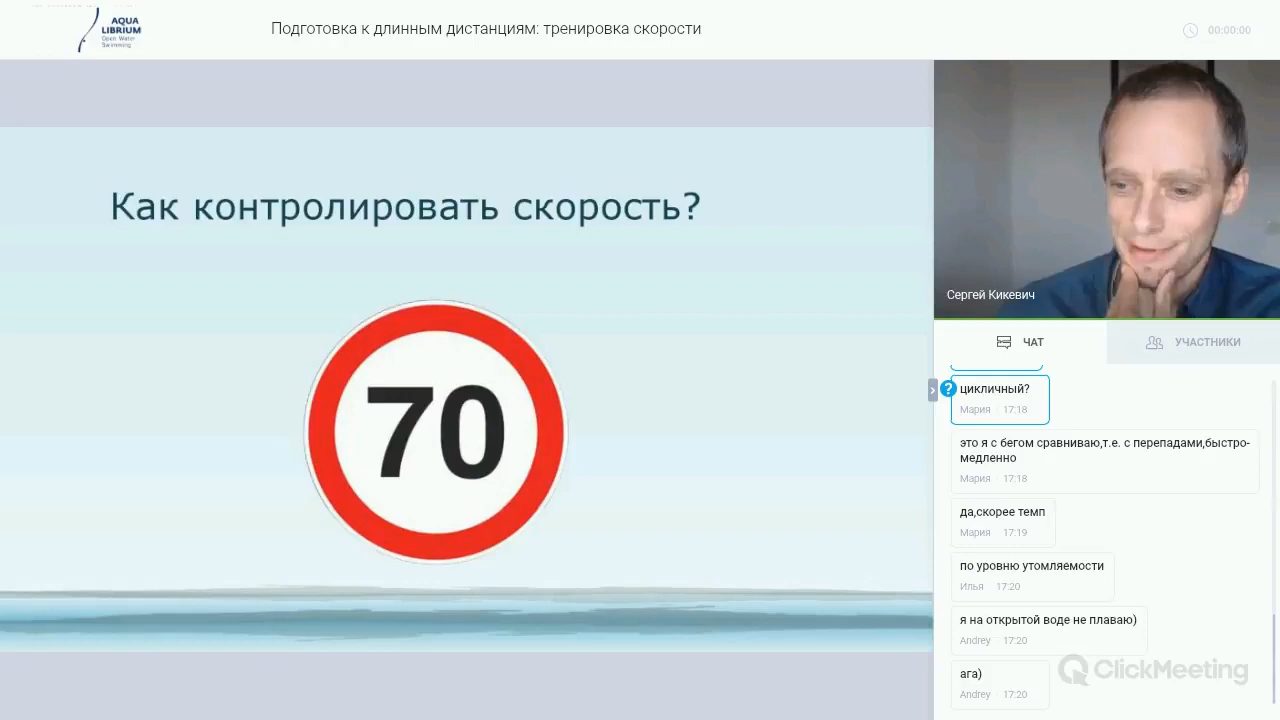 AQUA
LIBRIUM
Open Water
Swimming
Подготовка к длинным дистанциям: тренировка скорости
00:00:00
Как контролировать скорость?
70
Сергей Кикевич
ЧАТ
УЧАСТНИКИ
?
цикличный?
Мария 17:18
это я с бегом сравниваю,т.е. с перепадами,быстро-
медленно
Мария 17:18
да,скорее темп
Мария 17:19
по уровню утомляемости
Илья 17:20
я на открытой воде не плаваю)
Andrey 17:20
ага)
Andrey 17:20
ClickMeeting